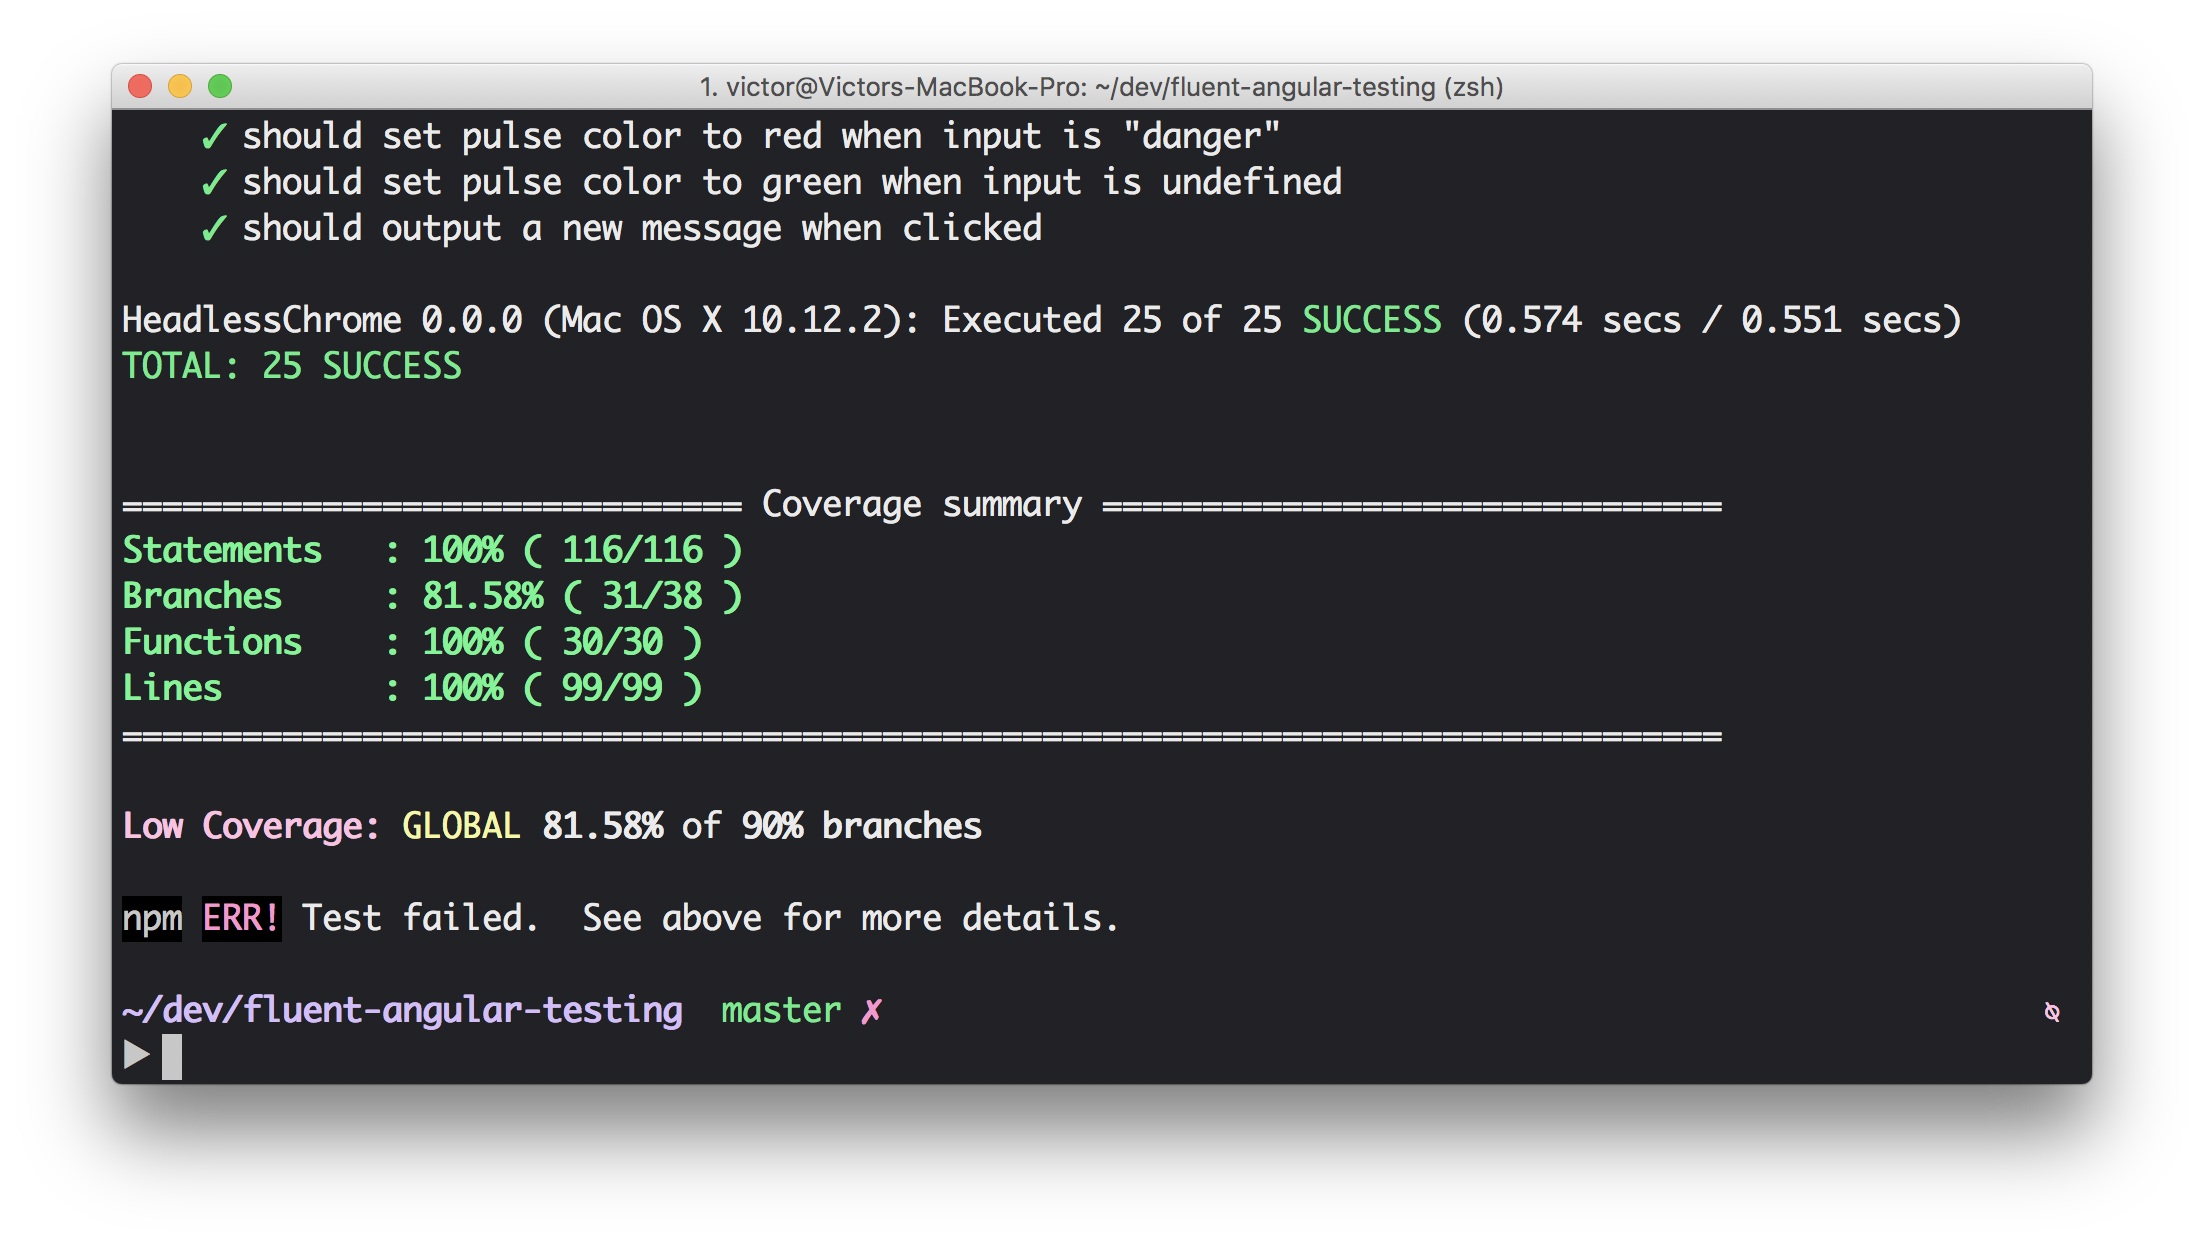 1. victor@Victors-MacBook-Pro: ~/dev/fluent-angular-testing (zsh)
✓ should set pulse color to red when input is "danger"
✓ should set pulse color to green when input is undefined
✓ should output a new message when clicked
HeadlessChrome 0.0.0 (Mac OS X 10.12.2): Executed 25 of 25 SUCCESS (0.574 secs / 0.551 secs)
TOTAL: 25 SUCCESS
=============================== Coverage summary ===============================
Statements   : 100% ( 116/116 )
Branches     : 81.58% ( 31/38 )
Functions    : 100% ( 30/30 )
Lines        : 100% ( 99/99 )
================================================================================
Low Coverage: GLOBAL 81.58% of 90% branches
npm ERR! Test failed.  See above for more details.
~/dev/fluent-angular-testing  master ✗ ⌀
▶